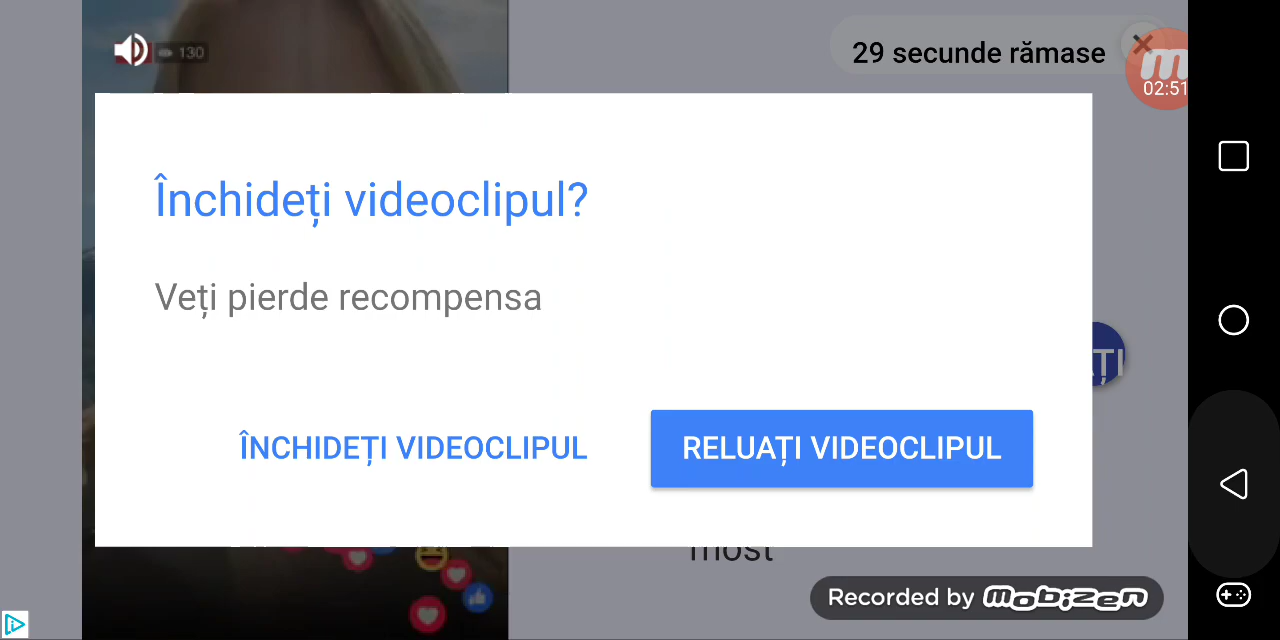 130
29 secunde rămase
02:51
Închideți videoclipul?
Veți pierde recompensa
ĂȚI
ÎNCHIDEȚI VIDEOCLIPUL
RELUAȚI VIDEOCLIPUL
most
Recorded by mobizen